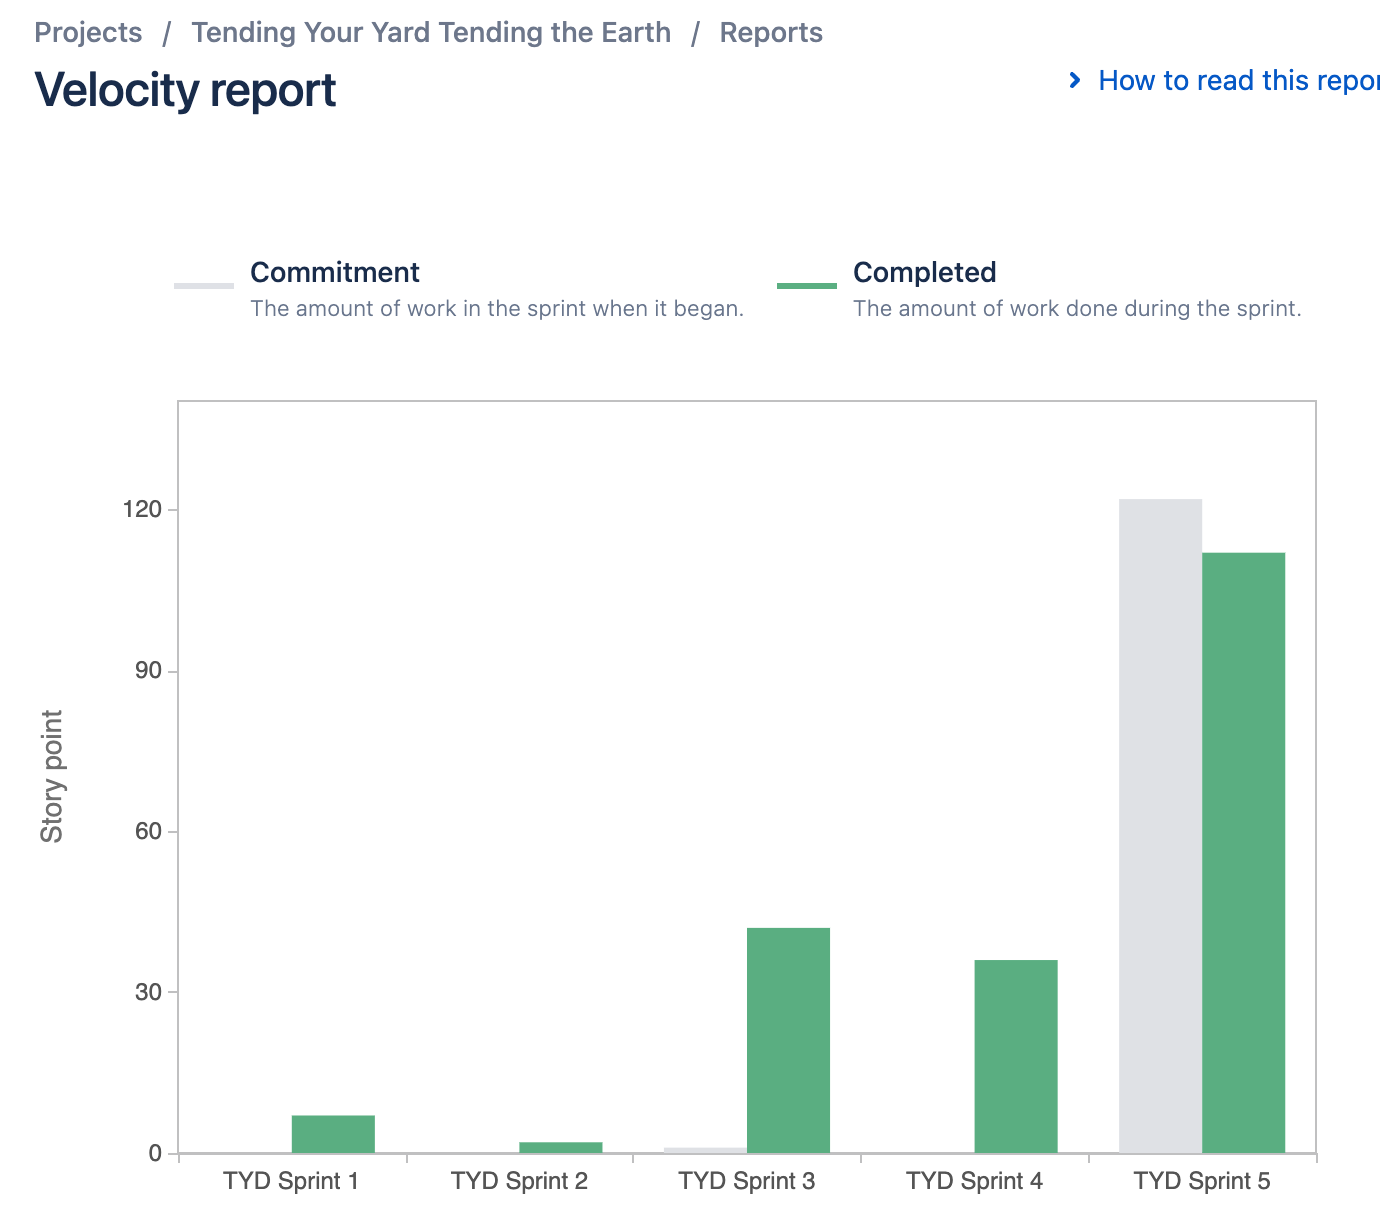 Projects / Tending Your Yard Tending the Earth / Reports
Velocity report
How to read this repor
Commitment
The amount of work in the sprint when it began.
Completed
The amount of work done during the sprint.
Story point
120
90
60
30
0
TYD Sprint 1
TYD Sprint 2
TYD Sprint 3
TYD Sprint 4
TYD Sprint 5